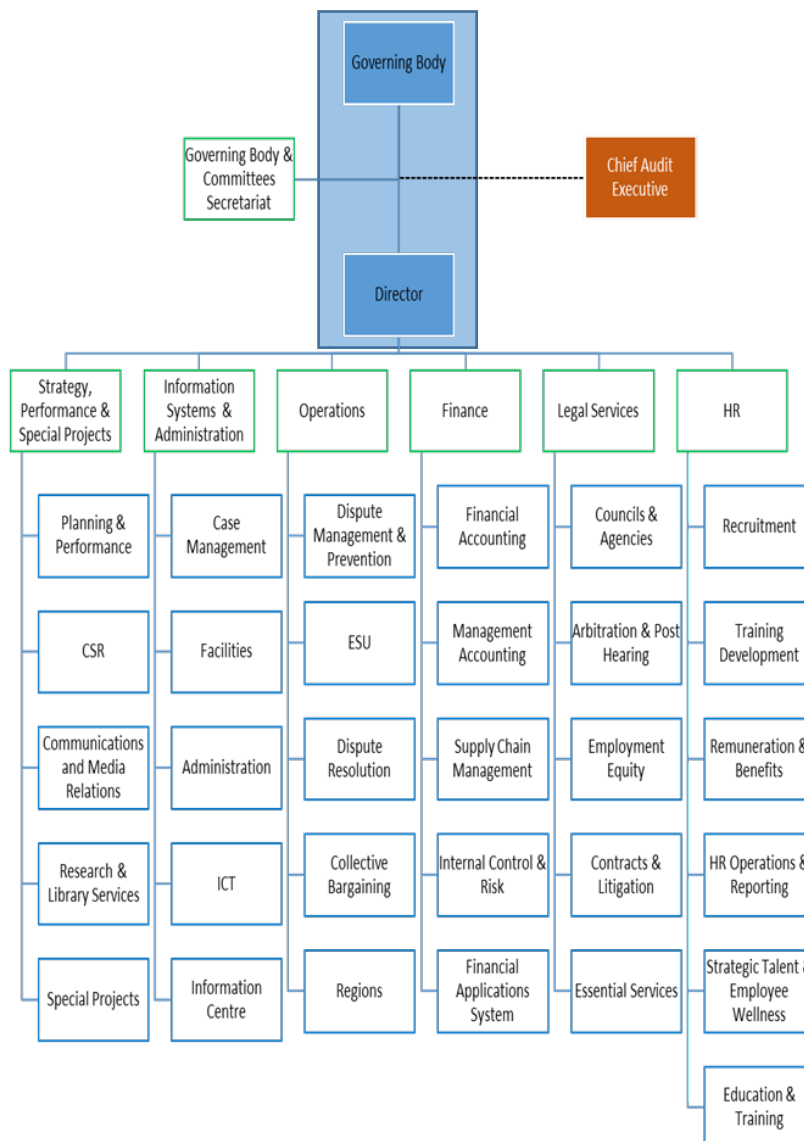 Governing Body
Governing Body &
Committees
Secretariat
Chief Audit
Executive
Director
Strategy,
Performance &
Special Projects
Information
Systems &
Administration
Operations
Finance
Legal Services
HR
Planning &
Performance
CSR
Communications
and Media
Relations
Research &
Library Services
Special Projects
Case
Management
Facilities
Administration
ICT
Information
Centre
Dispute
Management &
Prevention
ESU
Dispute
Resolution
Collective
Bargaining
Regions
Financial
Accounting
Management
Accounting
Supply Chain
Management
Internal Control &
Risk
Financial
Applications
System
Councils &
Agencies
Arbitration & Post
Hearing
Employment
Equity
Contracts &
Litigation
Essential Services
Recruitment
Training
Development
Remuneration &
Benefits
HR Operations &
Reporting
Strategic Talent &
Employee
Wellness
Education &
Training